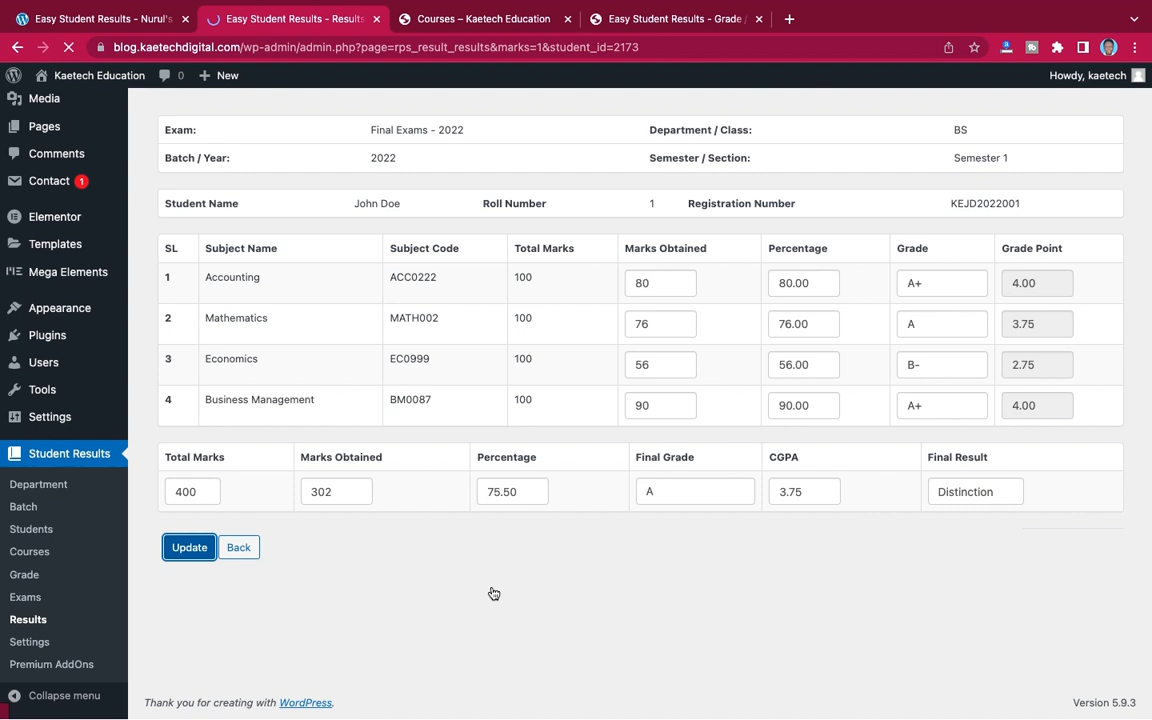 Easy Student Results - Nurul's
Easy Student Results - Results
Courses – Kaetech Education
Easy Student Results - Grade /
blog.kaetechdigital.com/wp-admin/admin.php?page=rps_result_results&marks=1&student_id=2173
Kaetech Education
0
New
Howdy, kaetech
Media
Pages
Comments
Contact 1
Elementor
Templates
Mega Elements
Appearance
Plugins
Users
Tools
Settings
Student Results
Department
Batch
Students
Courses
Grade
Exams
Results
Settings
Premium AddOns
Collapse menu
Exam: Final Exams - 2022 Department / Class: BS
Batch / Year: 2022 Semester / Section: Semester 1
Student Name John Doe Roll Number 1 Registration Number KEJD2022001
SL Subject Name Subject Code Total Marks Marks Obtained Percentage Grade Grade Point
1 Accounting ACC0222 100 80 80.00 A+ 4.00
2 Mathematics MATH002 100 76 76.00 A 3.75
3 Economics EC0999 100 56 56.00 B- 2.75
4 Business Management BM0087 100 90 90.00 A+ 4.00
Total Marks Marks Obtained Percentage Final Grade CGPA Final Result
400 302 75.50 A 3.75 Distinction
Update Back
Thank you for creating with WordPress.
Version 5.9.3